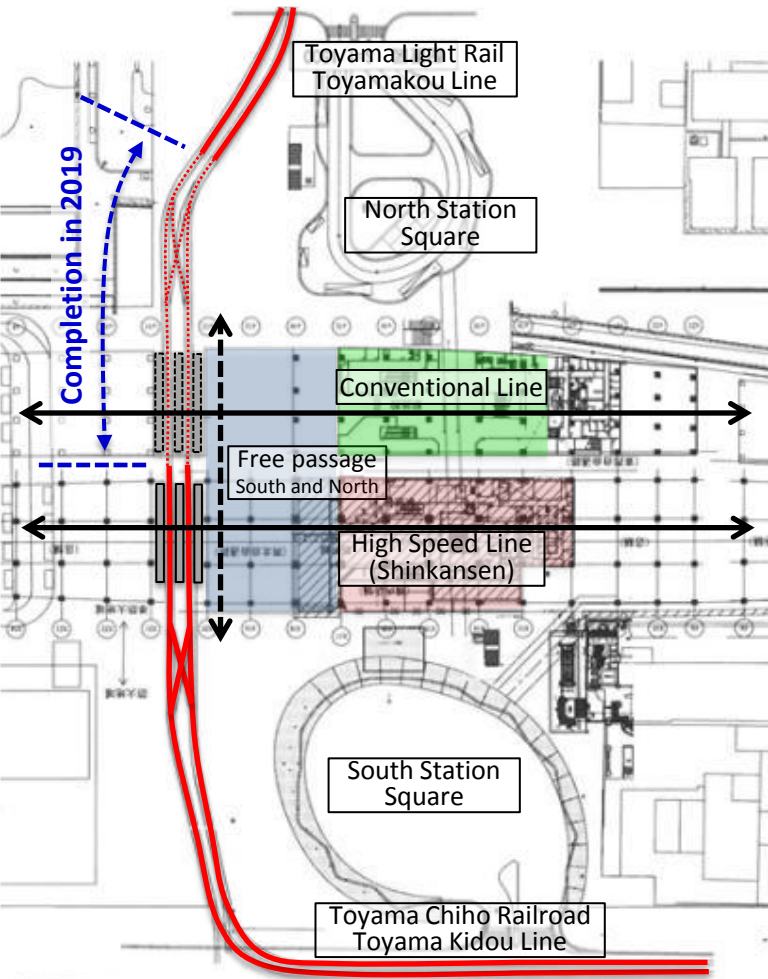 Toyama Light Rail
Toyamakou Line
North Station
Square
Completion in 2019
Conventional Line
Free passage
South and North
High Speed Line
(Shinkansen)
South Station
Square
Toyama Chiho Railroad
Toyama Kidou Line